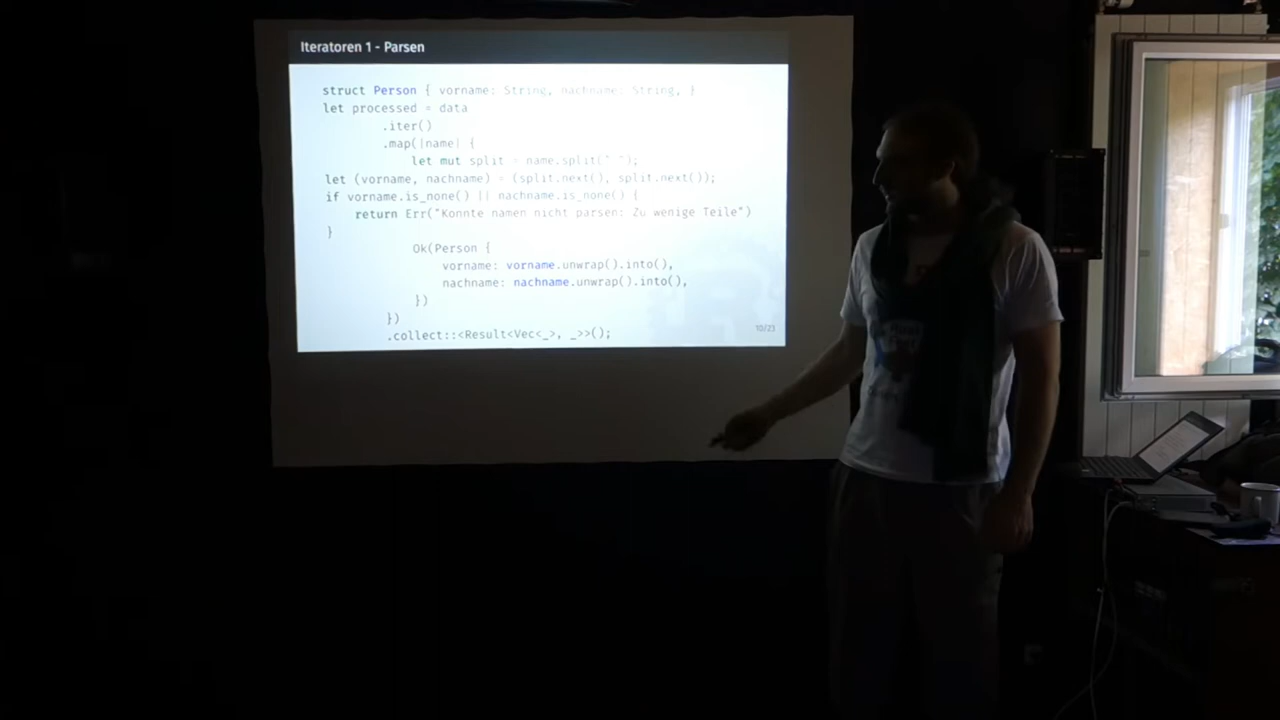 Iteratoren 1 - Parsen
struct Person { vorname: String, nachname: String, }
let processed = data
.iter()
.map(|name| {
let mut split = name.split(" ");
let (vorname, nachname) = (split.next(), split.next());
if vorname.is_none() || nachname.is_none() {
return Err("Konnte namen nicht parsen: Zu wenige Teile")
}
Ok(Person {
vorname: vorname.unwrap().into(),
nachname: nachname.unwrap().into(),
})
})
.collect::<Result<Vec<_>, _>>();
10/23